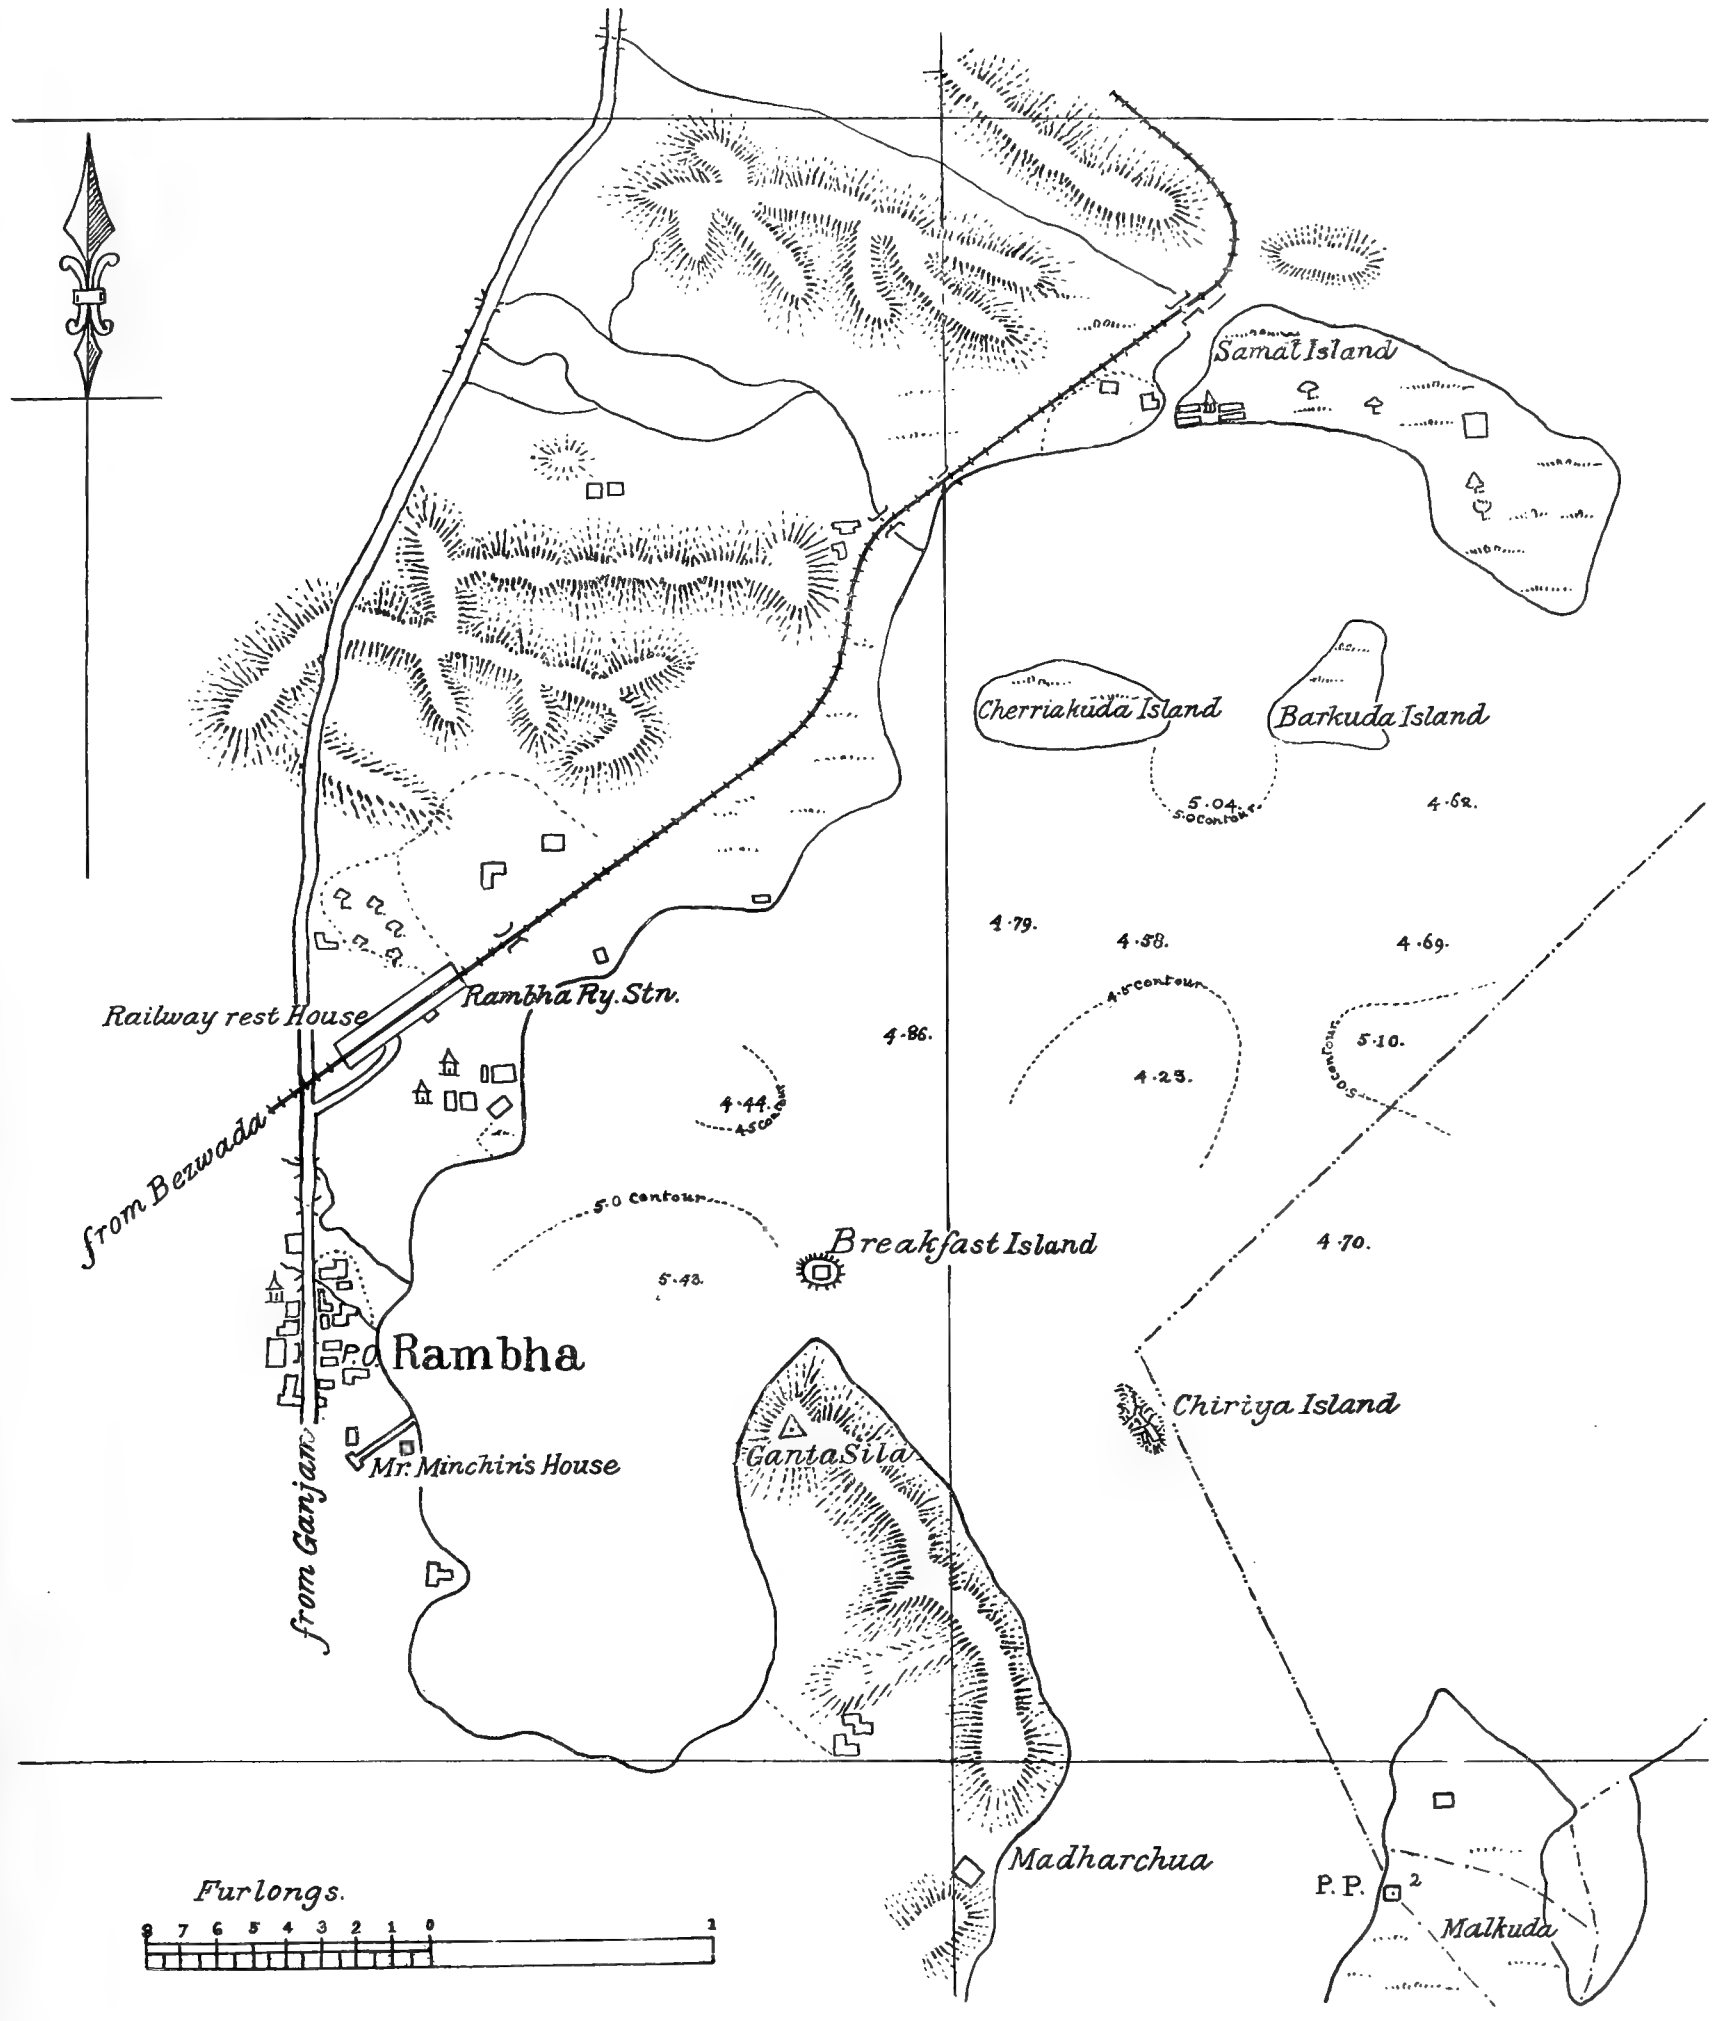 Samal Island
Cherriakuda Island
Barkuda Island
5.04.
5.0 contour
4.62.
4.79.
4.58.
4.69.
4.5 contour
Rambha Ry. Stn.
Railway rest House
4.86.
5.10.
5.0 contour
4.23.
4.44.
4.5 contour
from Bezwada
5.0 contour
Breakfast Island
4.70.
5.43.
P.O.
Rambha
Chiriya Island
Ganta Sila
Mr. Minchin's House
from Ganjam
Madharchua
P. P. 2
Malkuda
Furlongs.
8 7 6 5 4 3 2 1 0 1